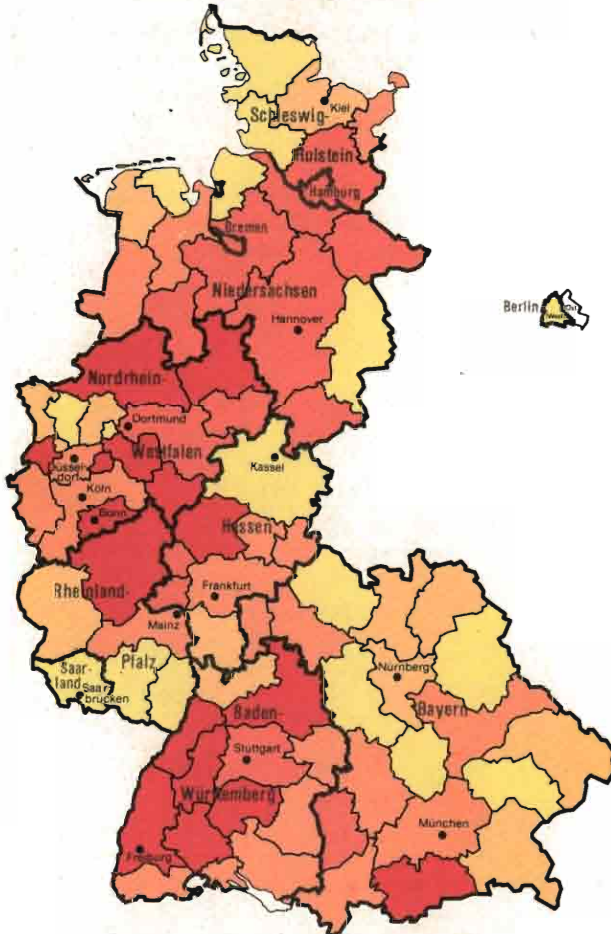 Kiel
Schleswig-
Holstein
Hamburg
Bremen
Niedersachsen
Hannover
Berlin
West
Ost
Nordrhein-
Dortmund
Westfalen
Düssel-
dorf
Köln
Bonn
Kassel
Hessen
Rheinland-
Frankfurt
Mainz
Pfalz
Saar-
land
Saar
brücken
Nürnberg
Bayern
Baden-
Stuttgart
Württemberg
München
Freiburg